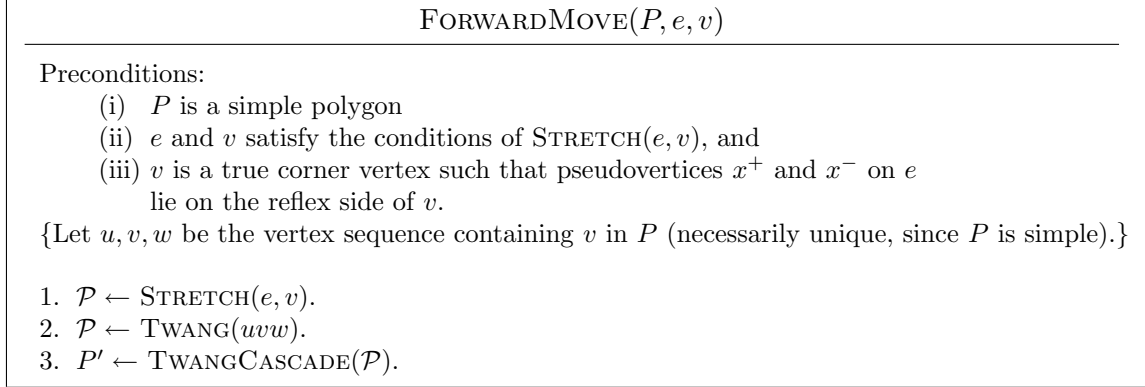 FORWARDMOVE(P, e, v)
Preconditions:
(i) P is a simple polygon
(ii) e and v satisfy the conditions of STRETCH(e, v), and
(iii) v is a true corner vertex such that pseudovertices x⁺ and x⁻ on e
lie on the reflex side of v.
{Let u, v, w be the vertex sequence containing v in P (necessarily unique, since P is simple).}
1. 𝒫 ← STRETCH(e, v).
2. 𝒫 ← TWANG(uvw).
3. P′ ← TWANGCASCADE(𝒫).